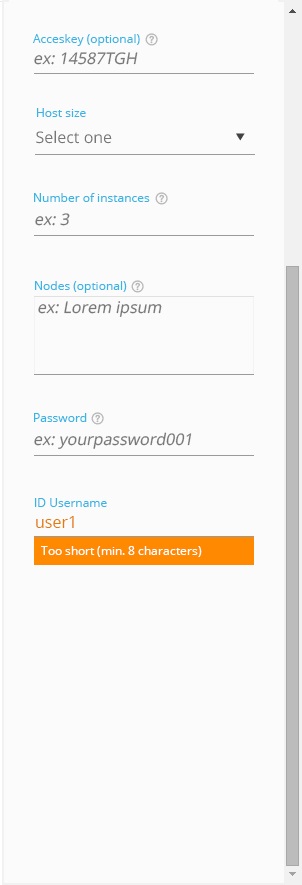 Acceskey (optional) ?
ex: 14587TGH
Host size
Select one
Number of instances ?
ex: 3
Nodes (optional) ?
ex: Lorem ipsum
Password ?
ex: yourpassword001
ID Username
user1
Too short (min. 8 characters)